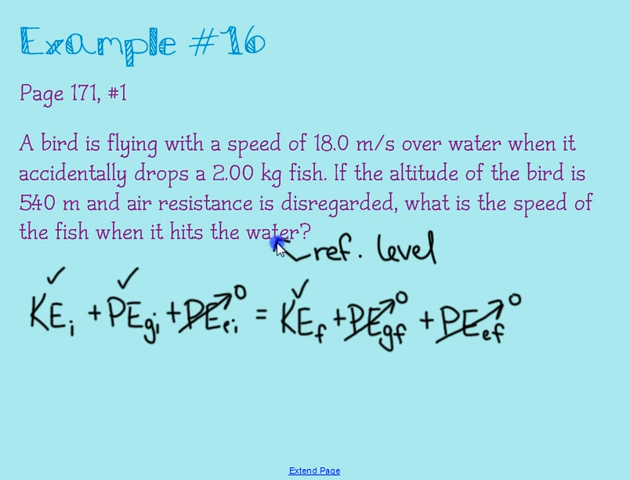 Example #16
Page 171, #1
A bird is flying with a speed of 18.0 m/s over water when it
accidentally drops a 2.00 kg fish. If the altitude of the bird is
540 m and air resistance is disregarded, what is the speed of
the fish when it hits the water?
ref. level
✓ ✓ ✓
KEi + PEgi + PEei 0 = KEf + PEgf 0 + PEef 0
Extend Page